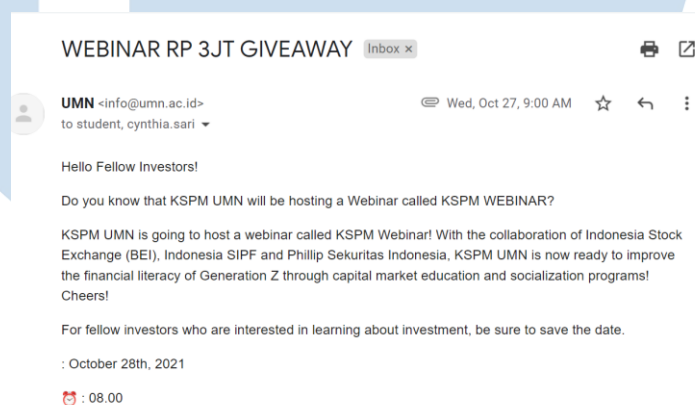 WEBINAR RP 3JT GIVEAWAY Inbox ×
UMN <info@umn.ac.id> Wed, Oct 27, 9:00 AM
to student, cynthia.sari
Hello Fellow Investors!
Do you know that KSPM UMN will be hosting a Webinar called KSPM WEBINAR?
KSPM UMN is going to host a webinar called KSPM Webinar! With the collaboration of Indonesia Stock
Exchange (BEI), Indonesia SIPF and Phillip Sekuritas Indonesia, KSPM UMN is now ready to improve
the financial literacy of Generation Z through capital market education and socialization programs!
Cheers!
For fellow investors who are interested in learning about investment, be sure to save the date.
: October 28th, 2021
⏰ : 08.00